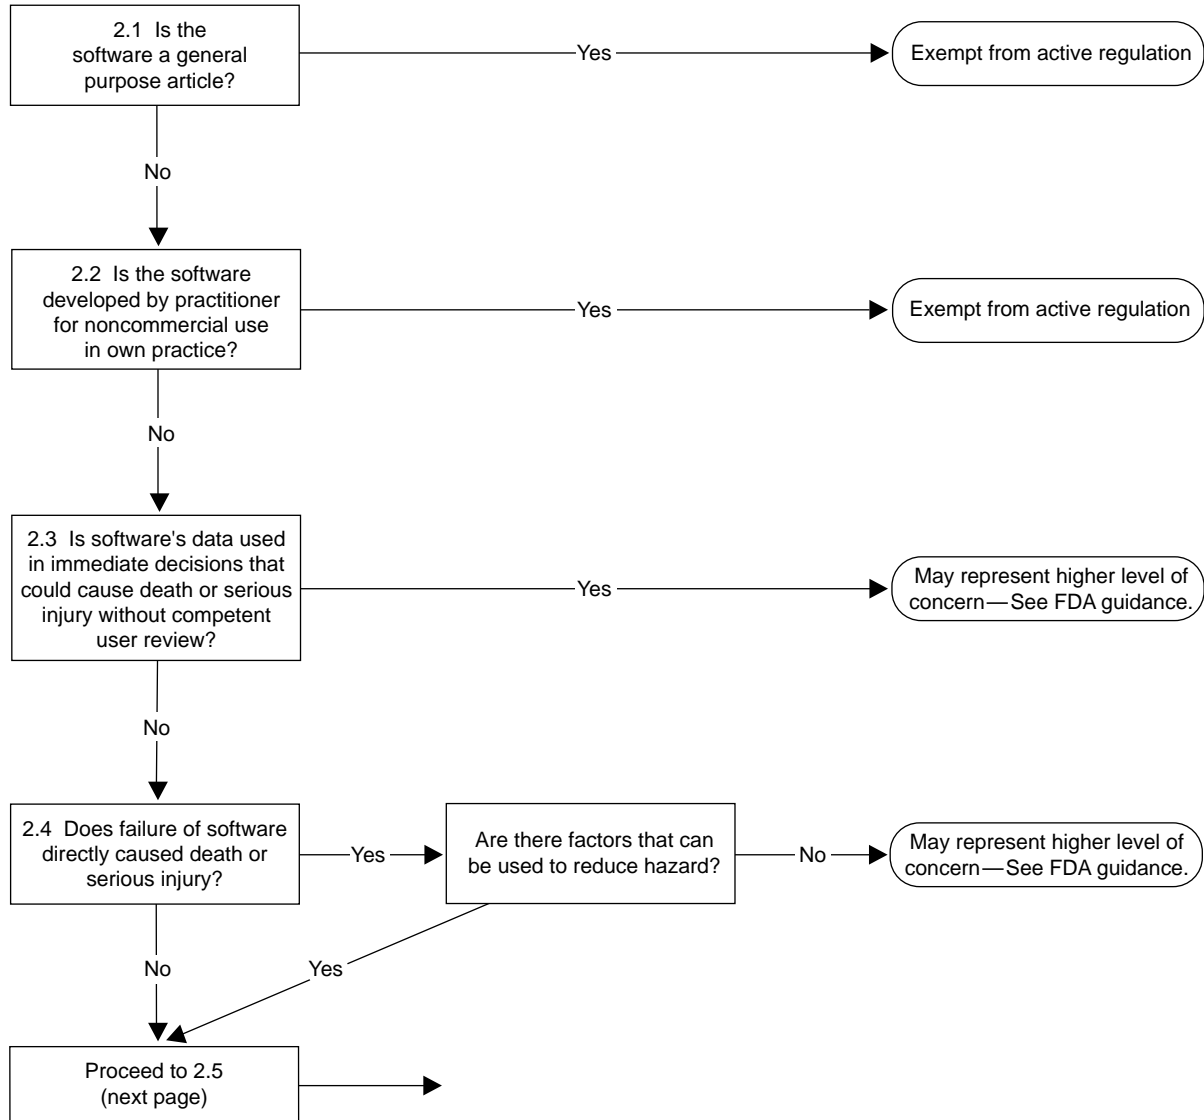 2.1 Is the
software a general
purpose article?
Yes
Exempt from active regulation
No
2.2 Is the software
developed by practitioner
for noncommercial use
in own practice?
Yes
Exempt from active regulation
No
2.3 Is software's data used
in immediate decisions that
could cause death or serious
injury without competent
user review?
Yes
May represent higher level of
concern—See FDA guidance.
No
2.4 Does failure of software
directly caused death or
serious injury?
Yes
Are there factors that can
be used to reduce hazard?
No
May represent higher level of
concern—See FDA guidance.
No
Yes
Proceed to 2.5
(next page)